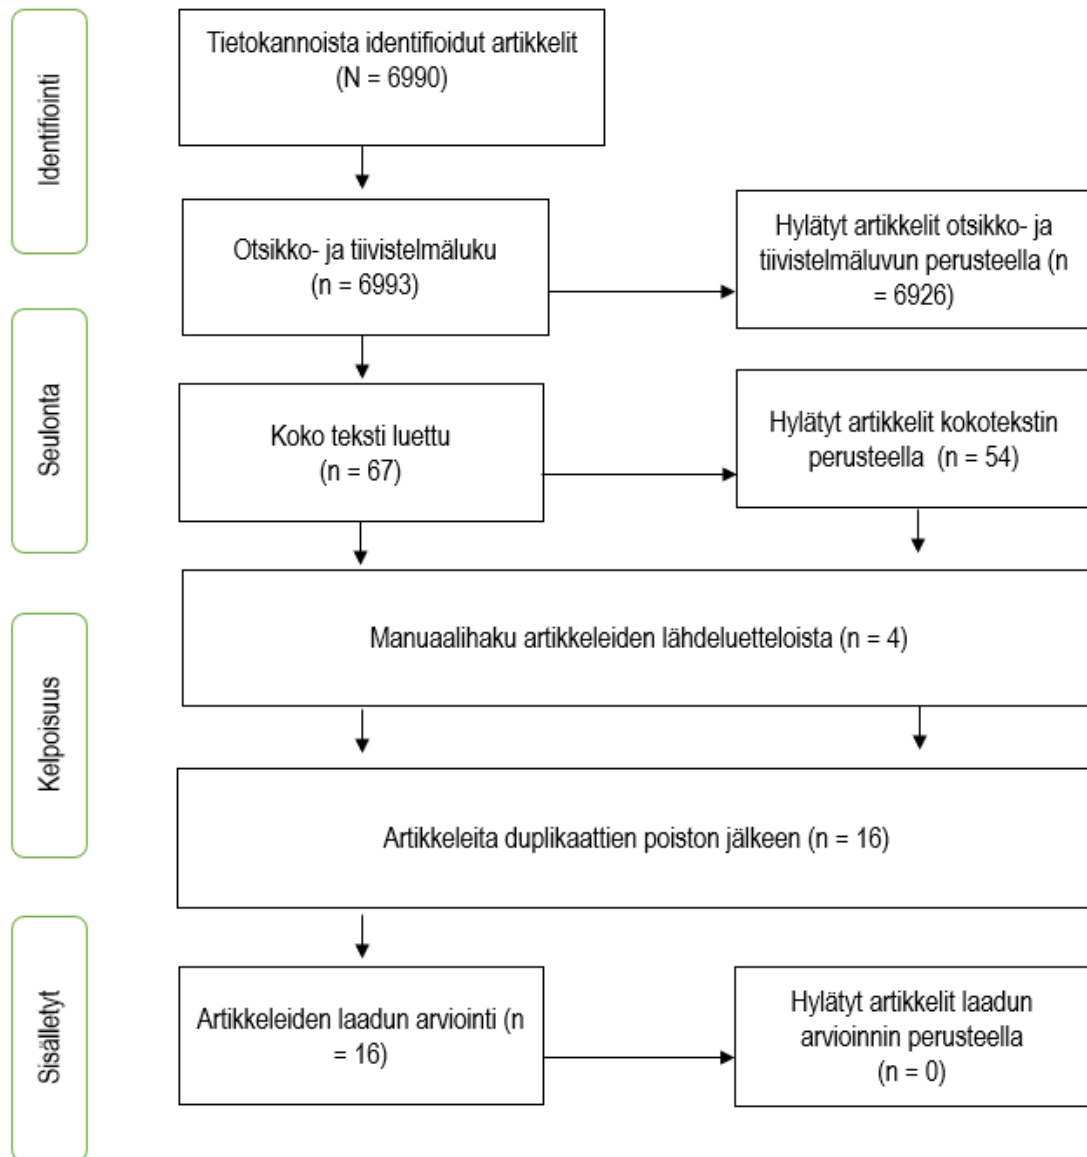 Identifiointi
Tietokannoista identifioidut artikkelit
(N = 6990)
Otsikko- ja tiivistelmäluku
(n = 6993)
Hylätyt artikkelit otsikko- ja
tiivistelmäluvun perusteella (n
= 6926)
Seulonta
Koko teksti luettu
(n = 67)
Hylätyt artikkelit kokotekstin
perusteella (n = 54)
Kelpoisuus
Manuaalihaku artikkeleiden lähdeluetteloista (n = 4)
Artikkeleita duplikaattien poiston jälkeen (n = 16)
Sisälletyt
Artikkeleiden laadun arviointi (n
= 16)
Hylätyt artikkelit laadun
arvioinnin perusteella
(n = 0)